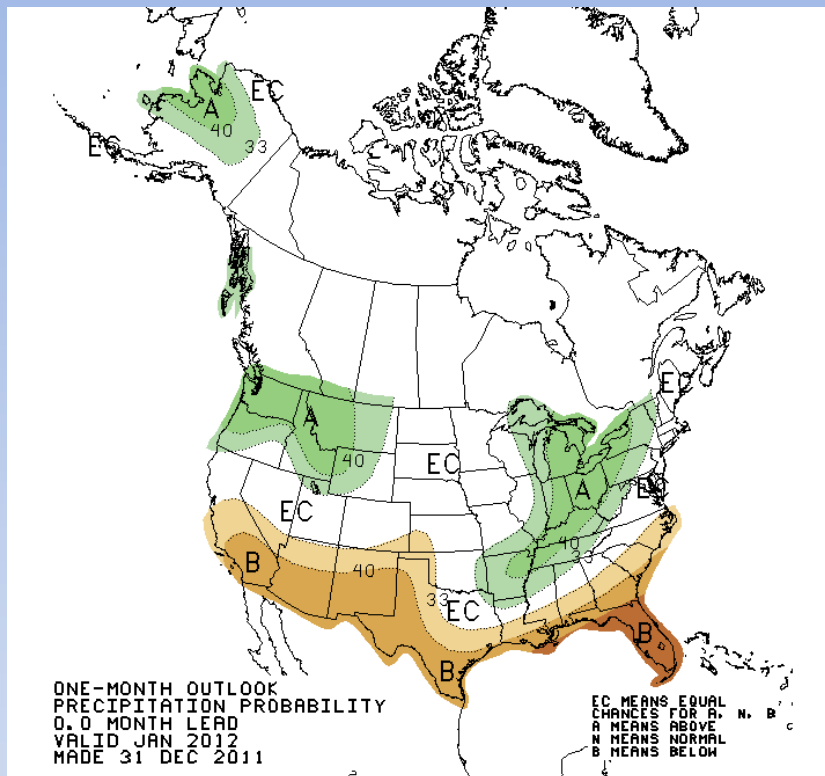 EC
A
40
33
EC
EC
A
40
EC
EC
A
EC
40
33
B
40
33
EC
B
B
ONE-MONTH OUTLOOK
PRECIPITATION PROBABILITY
0.0 MONTH LEAD
VALID JAN 2012
MADE 31 DEC 2011
EC MEANS EQUAL
CHANCES FOR A, N, B
A MEANS ABOVE
N MEANS NORMAL
B MEANS BELOW